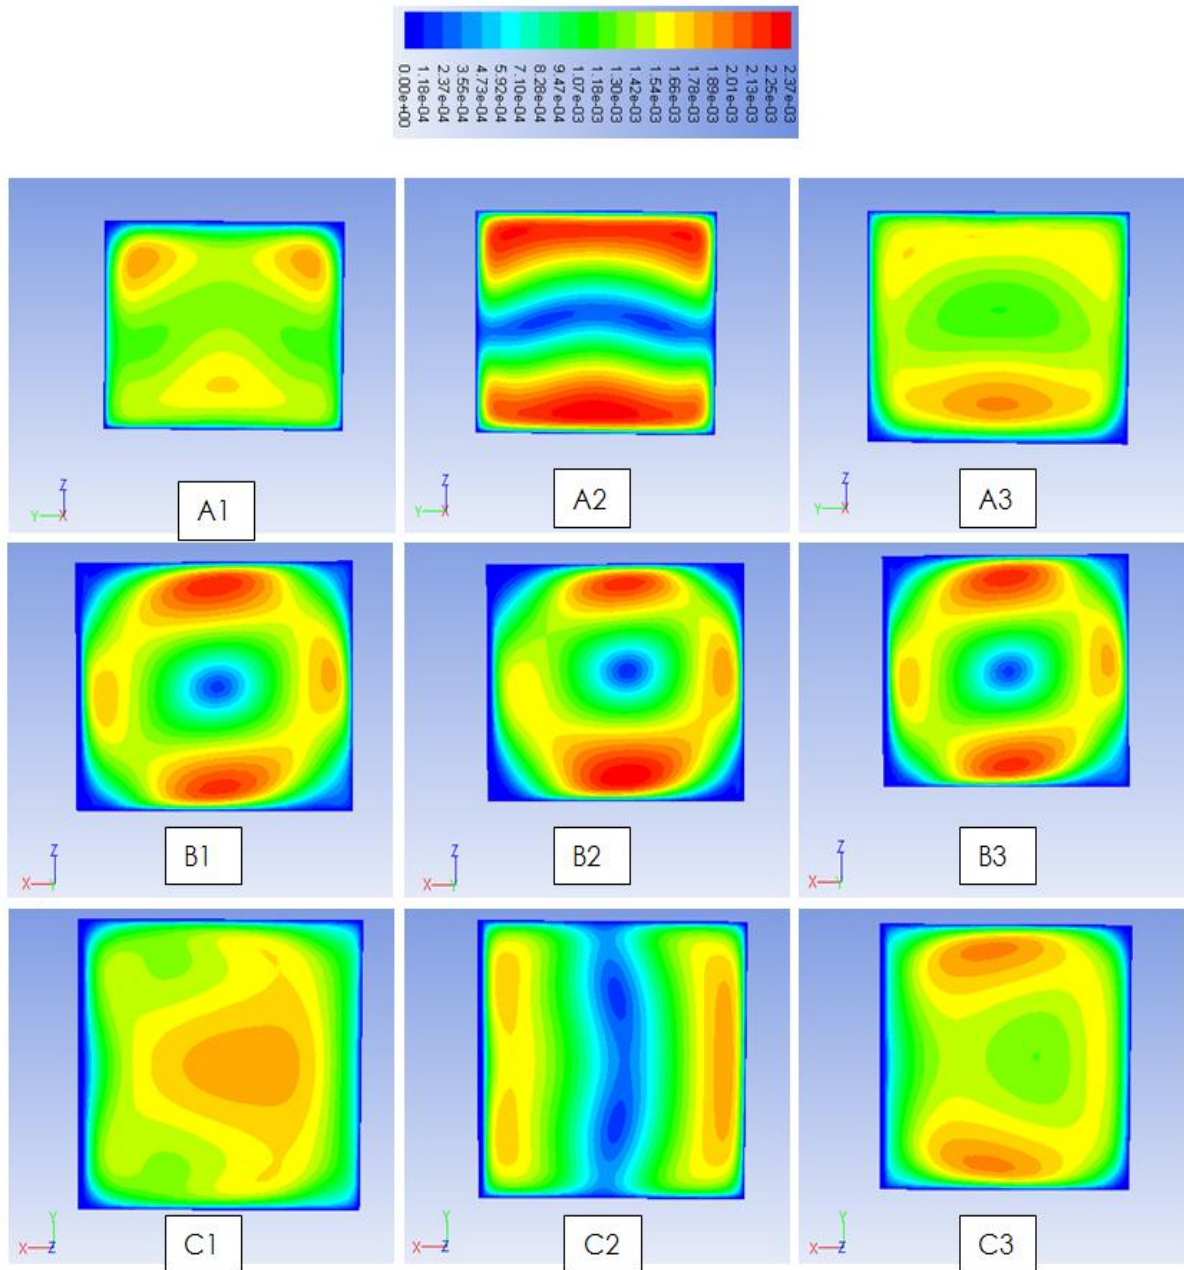 0.00e+00
1.18e-04
2.37e-04
3.55e-04
4.73e-04
5.92e-04
7.10e-04
8.28e-04
9.47e-04
1.07e-03
1.18e-03
1.30e-03
1.42e-03
1.54e-03
1.66e-03
1.78e-03
1.89e-03
2.01e-03
2.13e-03
2.25e-03
2.37e-03
Z
Y X
A1
Z
Y X
A2
Z
Y X
A3
Z
X Y
B1
Z
X Y
B2
Z
X Y
B3
Y
X Z
C1
Y
X Z
C2
Y
X Z
C3